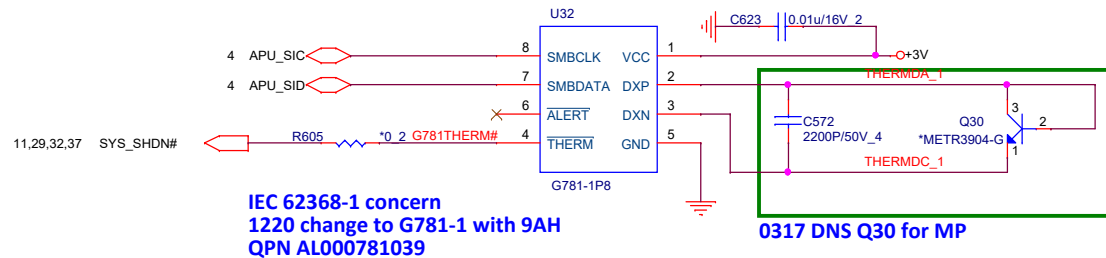 U32
C623 0.01u/16V_2
4 APU_SIC 8 SMBCLK VCC 1 +3V
THERMDA_1
4 APU_SID 7 SMBDATA DXP 2
6 ALERT DXN 3
C572
2200P/50V_4
3 Q30 2
*METR3904-G
1
11,29,32,37 SYS_SHDN# R605 *0_2 G781THERM# 4 THERM GND 5
THERMDC_1
G781-1P8
IEC 62368-1 concern
1220 change to G781-1 with 9AH
QPN AL000781039
0317 DNS Q30 for MP